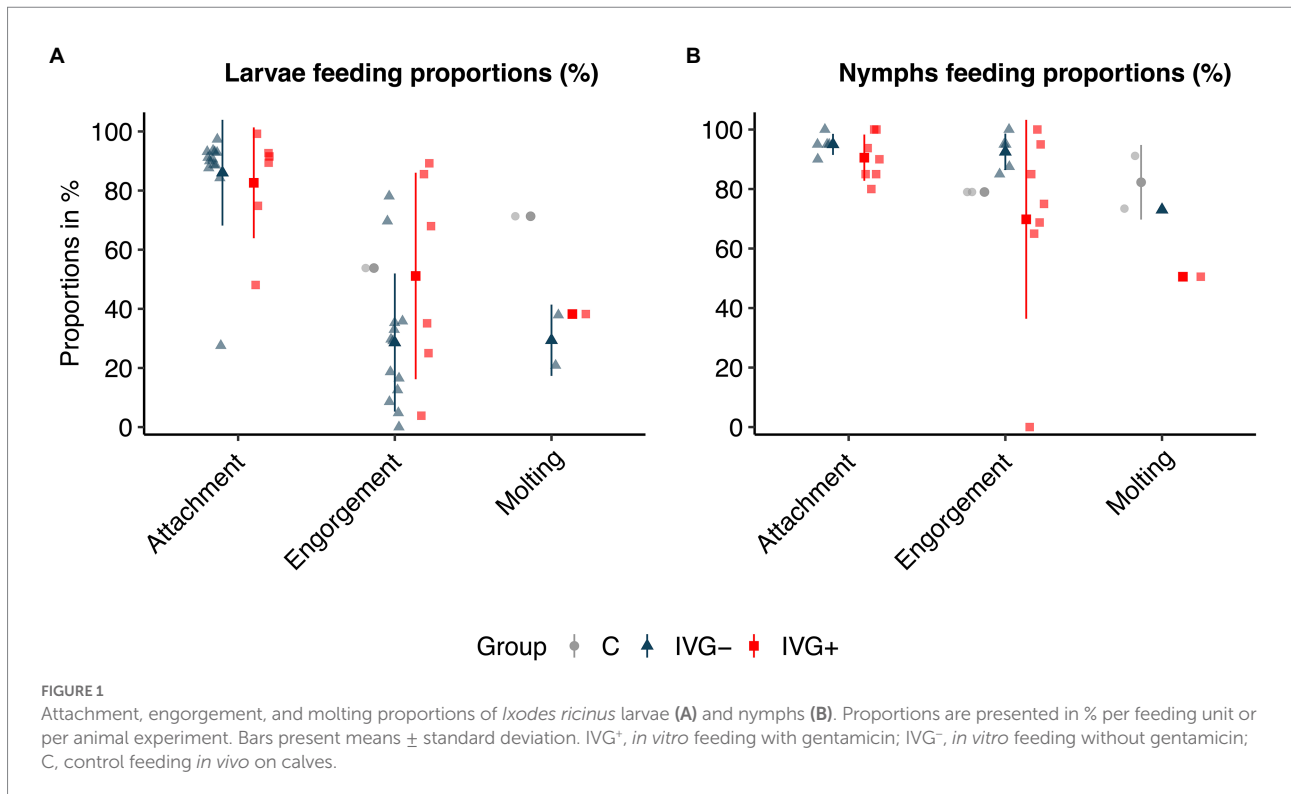 A
B
Larvae feeding proportions (%)
Nymphs feeding proportions (%)
Proportions in %
100
80
60
40
20
0
Attachment
Engorgement
Molting
100
80
60
40
20
0
Attachment
Engorgement
Molting
Group C IVG− IVG+
FIGURE 1
Attachment, engorgement, and molting proportions of Ixodes ricinus larvae (A) and nymphs (B). Proportions are presented in % per feeding unit or
per animal experiment. Bars present means ± standard deviation. IVG⁺, in vitro feeding with gentamicin; IVG⁻, in vitro feeding without gentamicin;
C, control feeding in vivo on calves.